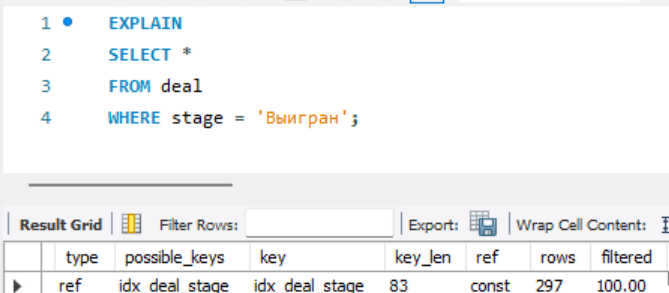 1 EXPLAIN
2 SELECT *
3 FROM deal
4 WHERE stage = 'Выигран';
Result Grid Filter Rows: Export: Wrap Cell Content:
type possible_keys key key_len ref rows filtered
ref idx_deal_stage idx_deal_stage 83 const 297 100.00